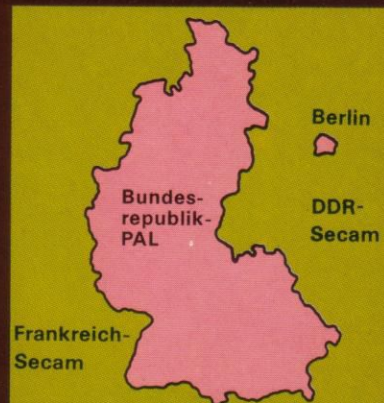 Berlin
Bundes-
republik-
PAL
DDR-
Secam
Frankreich-
Secam